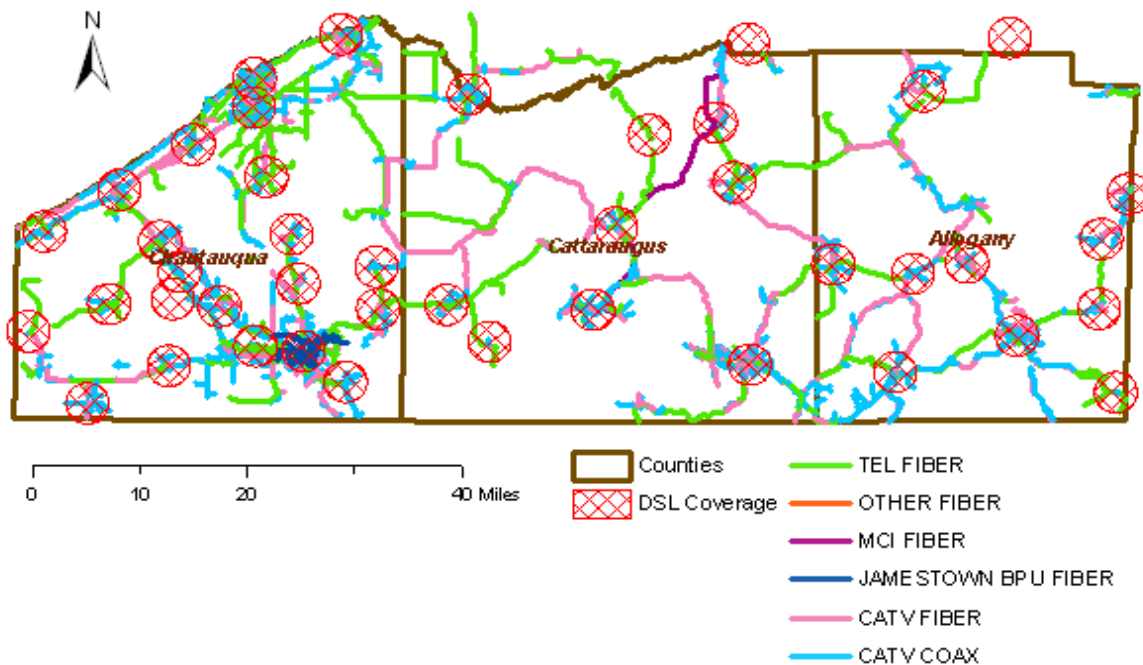 N
Chautauqua
Cattaraugus
Allegany
0 10 20 40 Miles
Counties
DSL Coverage
TEL FIBER
OTHER FIBER
MCI FIBER
JAMESTOWN BPU FIBER
CATV FIBER
CATV COAX